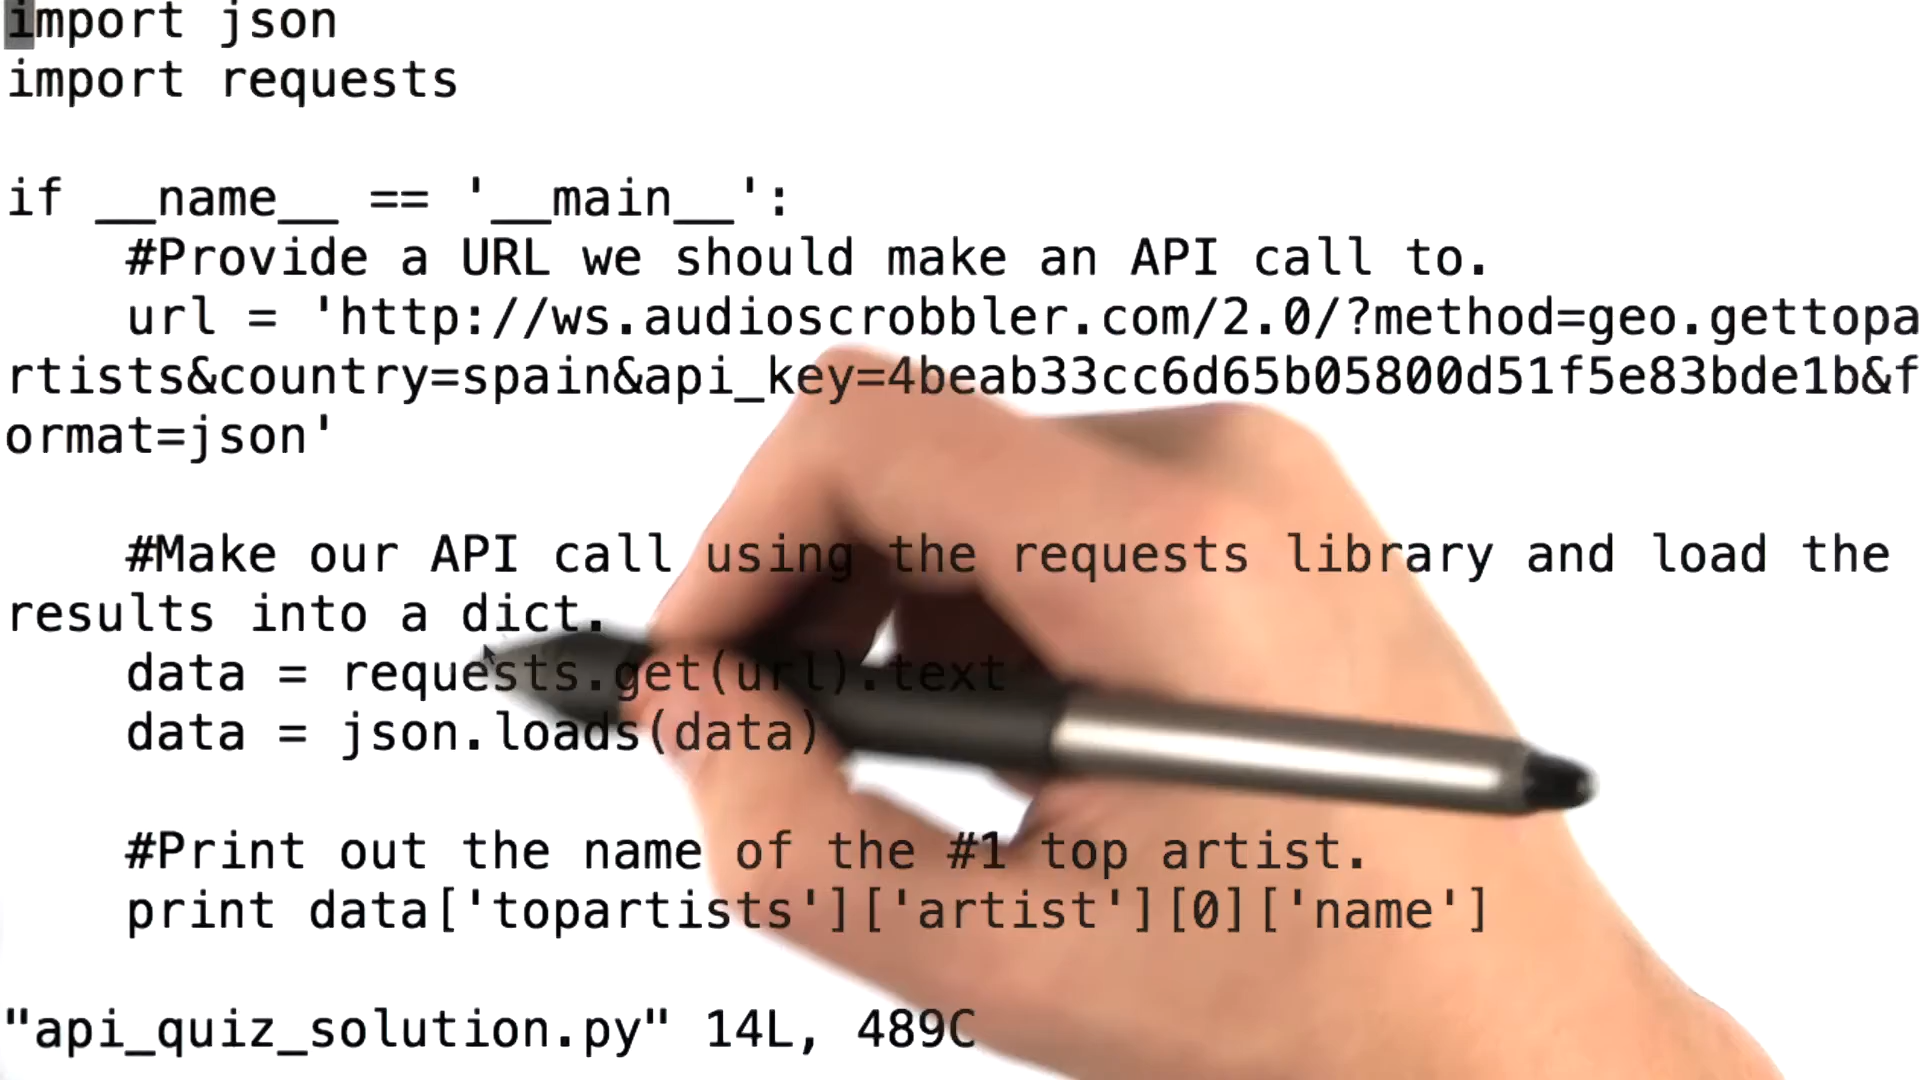 import json
import requests
if __name__ == '__main__':
#Provide a URL we should make an API call to.
url = 'http://ws.audioscrobbler.com/2.0/?method=geo.gettopa
rtists&country=spain&api_key=4beab33cc6d65b05800d51f5e83bde1b&f
ormat=json'
#Make our API call using the requests library and load the
results into a dict.
data = requests.get(url).text
data = json.loads(data)
#Print out the name of the #1 top artist.
print data['topartists']['artist'][0]['name']
"api_quiz_solution.py" 14L, 489C